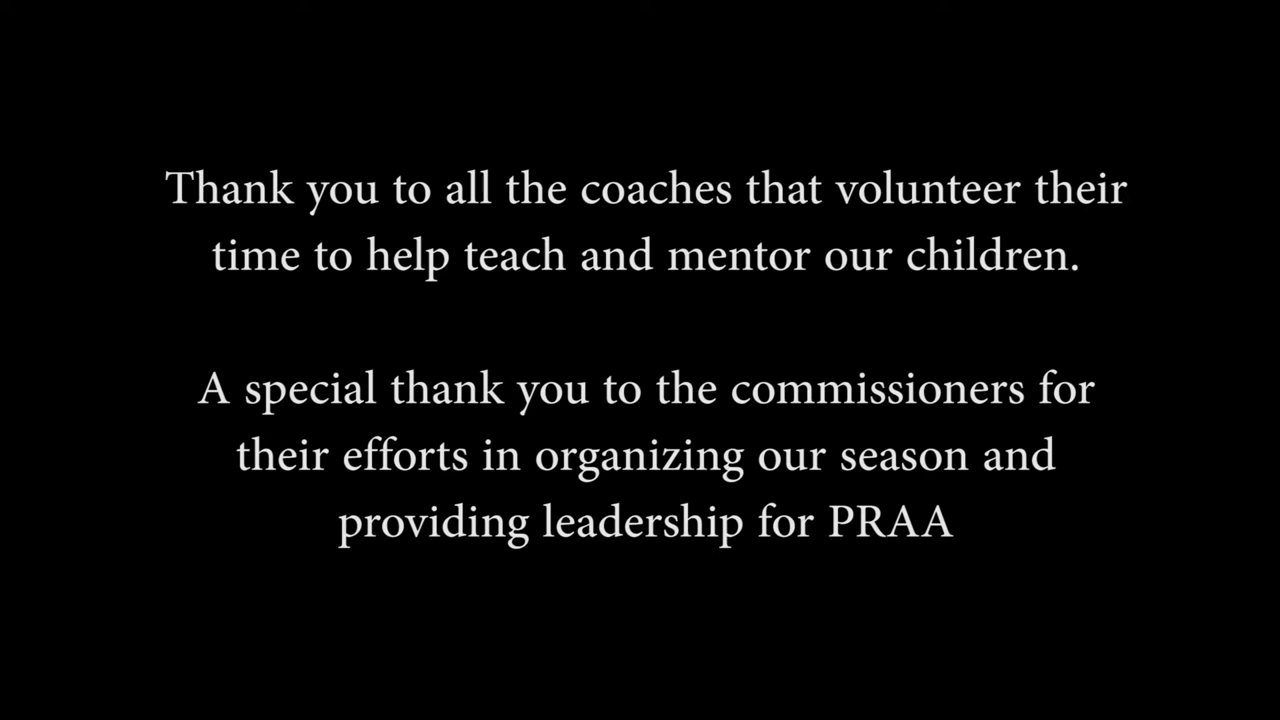 Thank you to all the coaches that volunteer their
time to help teach and mentor our children.
A special thank you to the commissioners for
their efforts in organizing our season and
providing leadership for PRAA